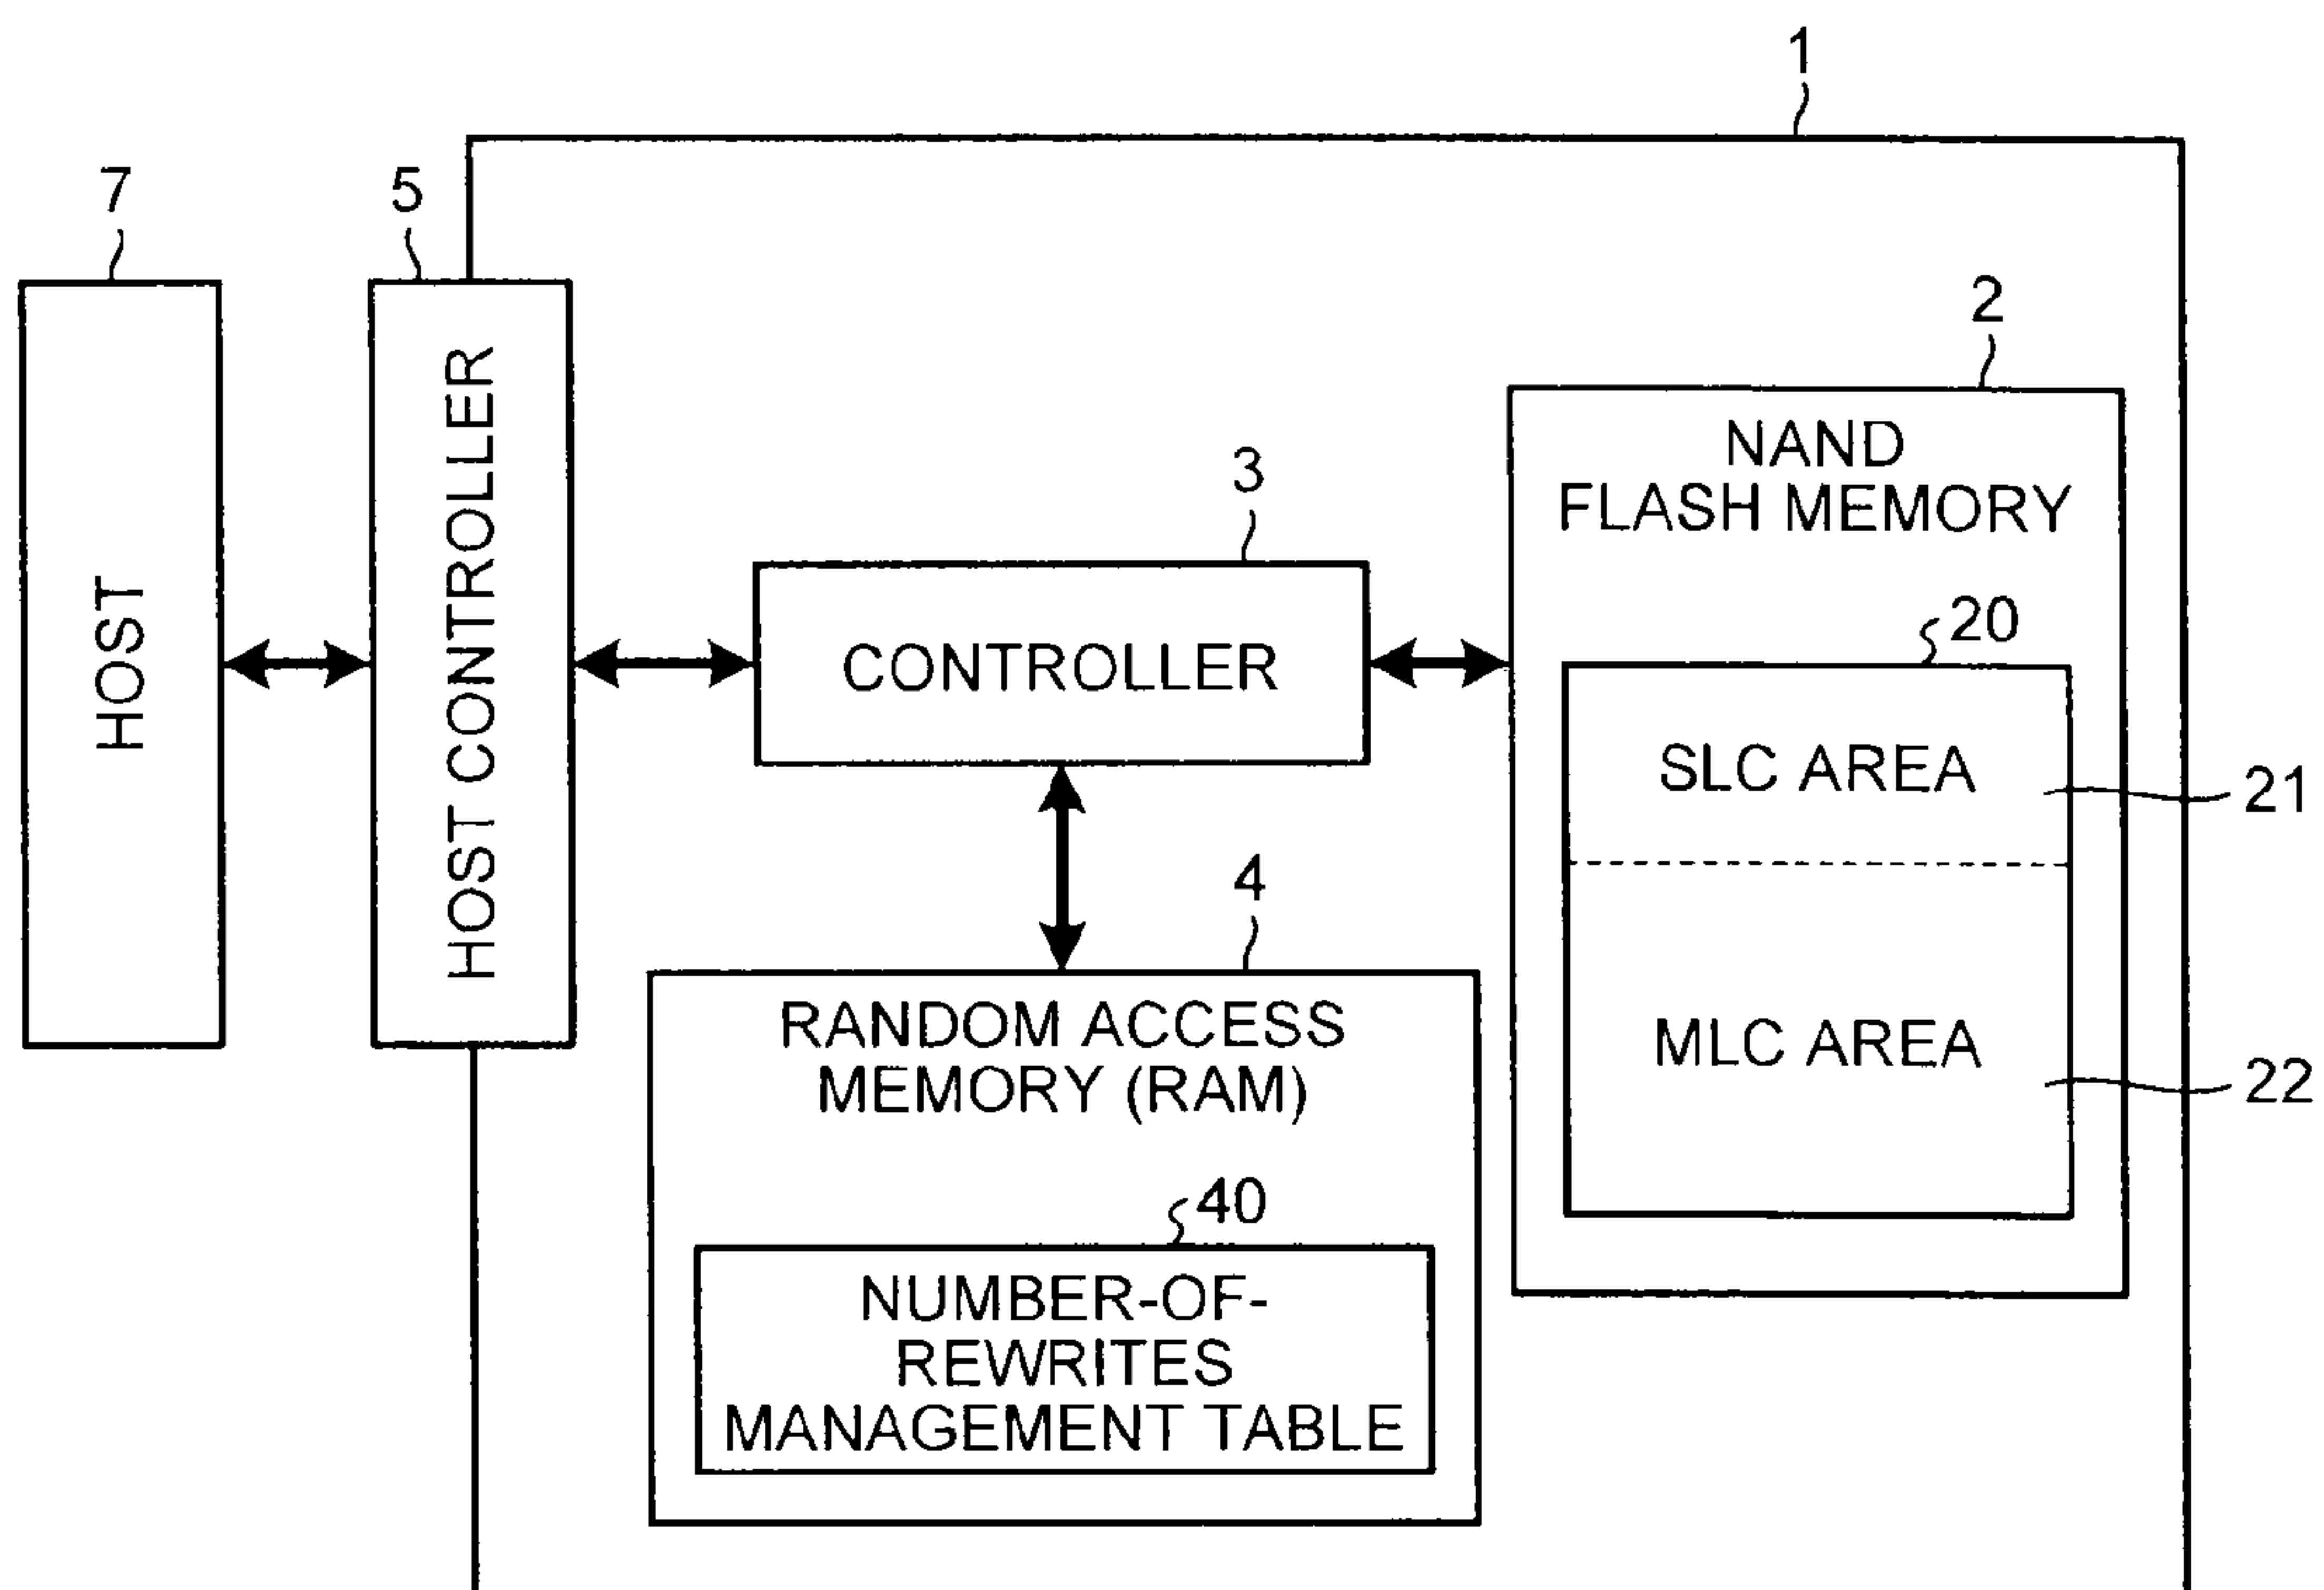 1
7
5
2
NAND
FLASH MEMORY
3
20
HOST
HOST CONTROLLER
CONTROLLER
SLC AREA
21
4
RANDOM ACCESS
MEMORY (RAM)
MLC AREA
22
40
NUMBER-OF-
REWRITES
MANAGEMENT TABLE